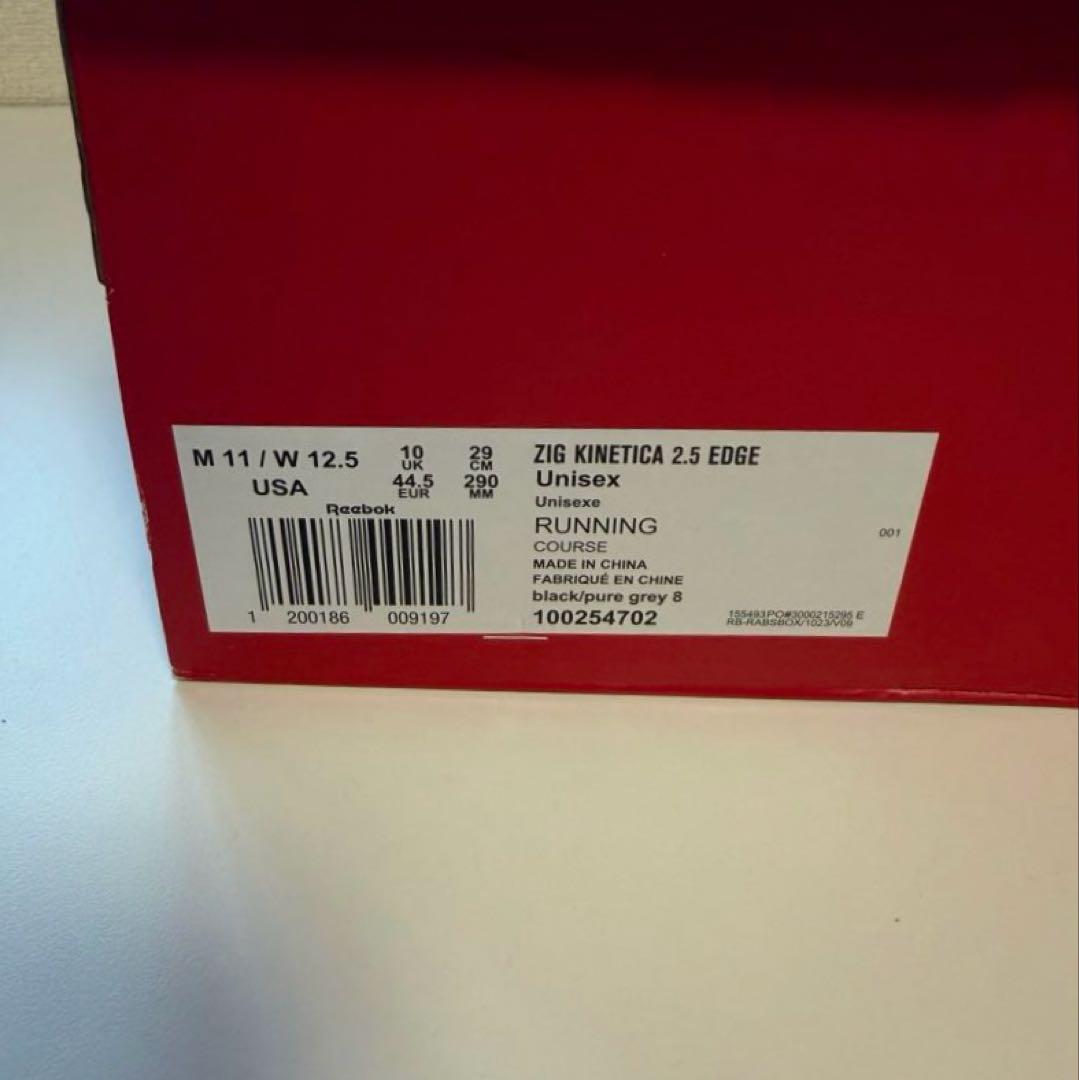 M 11 / W 12.5
USA
10
UK
44.5
EUR
29
CM
290
MM
Reebok
1 200186 009197
ZIG KINETICA 2.5 EDGE
Unisex
Unisexe
RUNNING
COURSE
MADE IN CHINA
FABRIQUÉ EN CHINE
black/pure grey 8
100254702
001
155493PO#3000215295 E
RB-RABSBOX/1023/V09